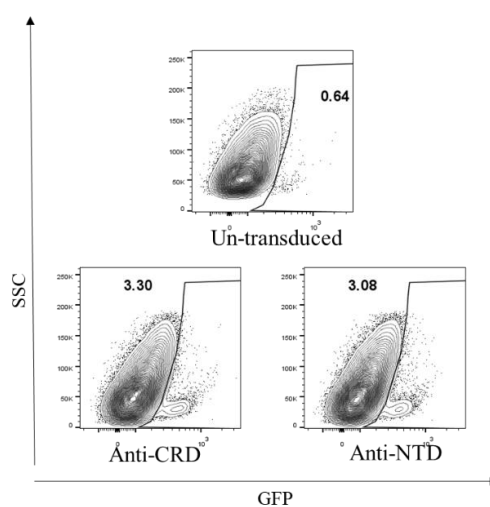 250K
200K
150K
100K
50K
0
0.64
0
10³
Un-transduced
SSC
250K
200K
150K
100K
50K
0
3.30
0
10³
Anti-CRD
250K
200K
150K
100K
50K
0
3.08
0
10³
Anti-NTD
GFP